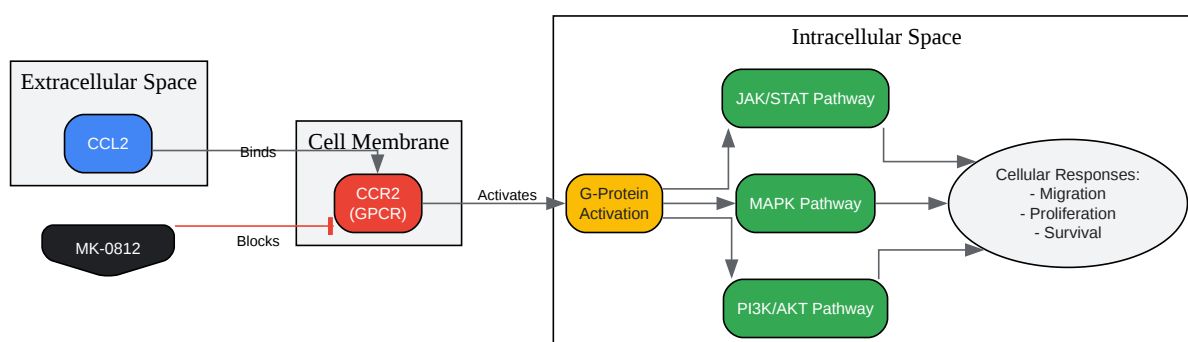 Extracellular Space
CCL2
MK-0812
Binds
Blocks
Cell Membrane
CCR2
(GPCR)
Activates
Intracellular Space
G-Protein
Activation
JAK/STAT Pathway
MAPK Pathway
PI3K/AKT Pathway
Cellular Responses:
- Migration
- Proliferation
- Survival